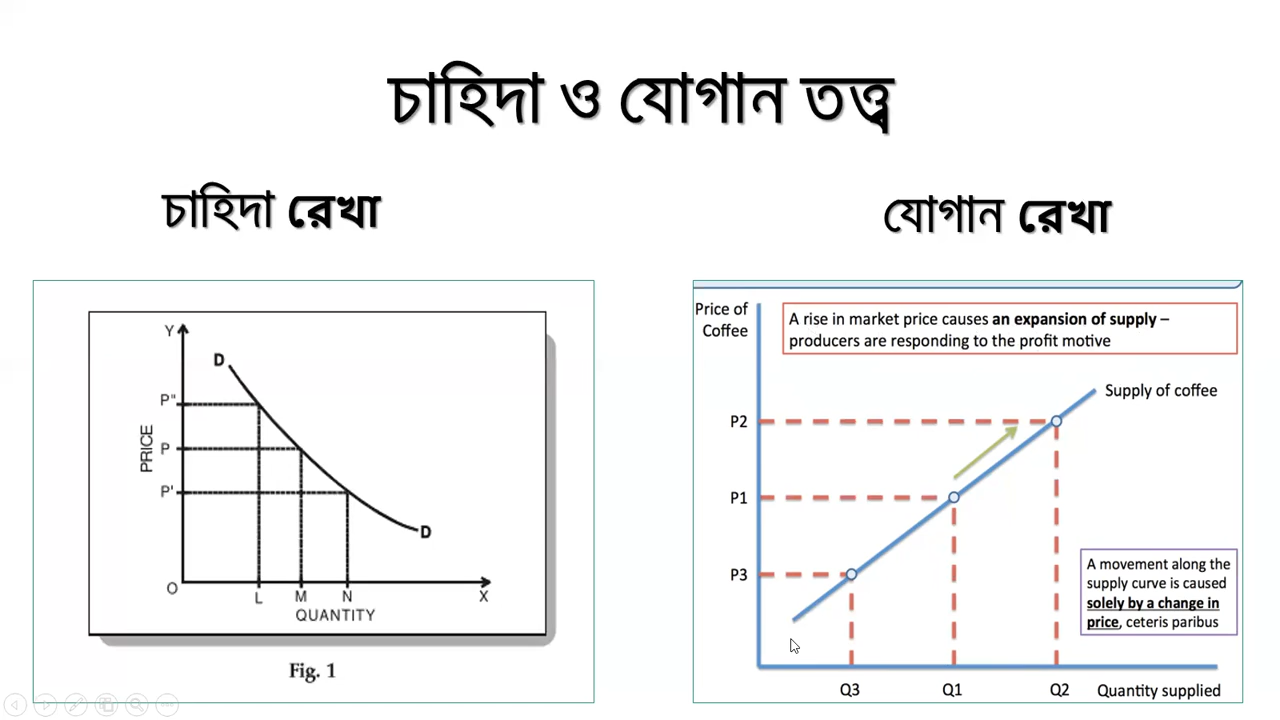 চাহিদা ও যোগান তত্ত্ব
চাহিদা রেখা
যোগান রেখা
Y
D
P"
P
P'
PRICE
D
O
L M N X
QUANTITY
Fig. 1
Price of
Coffee
A rise in market price causes an expansion of supply –
producers are responding to the profit motive
Supply of coffee
P2
P1
P3
A movement along the
supply curve is caused
solely by a change in
price, ceteris paribus
Q3 Q1 Q2 Quantity supplied